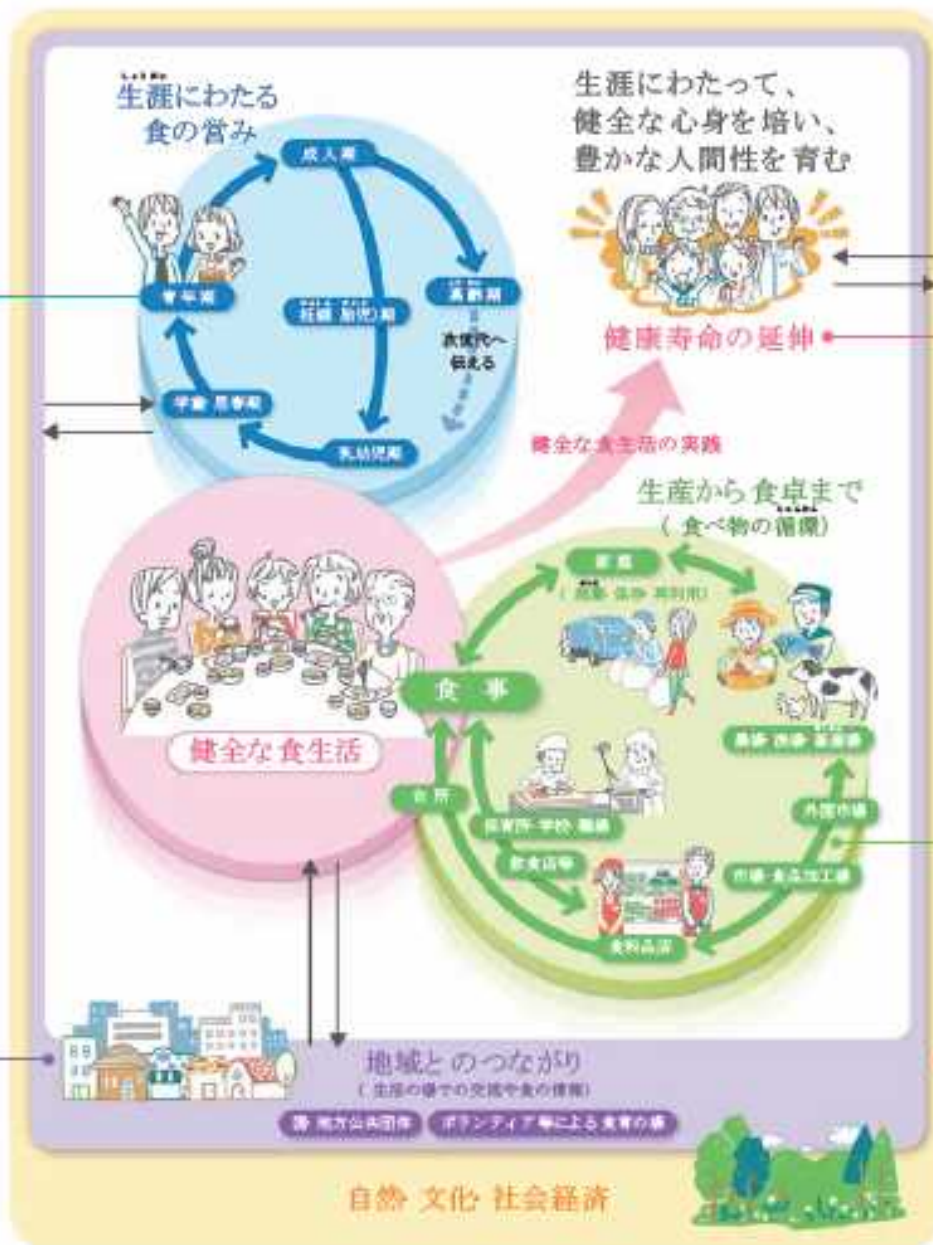 生涯にわたる
食の営み
成人期
青年期
妊婦(胎児)期
高齢期
次世代へ
伝える
学童・思春期
乳幼児期
生涯にわたって、
健全な心身を培い、
豊かな人間性を育む
健康寿命の延伸
健全な食生活の実践
健全な食生活
生産から食卓まで
(食べ物の循環)
じゅんかん
家庭
食事
台所
保育所・学校・職場
飲食店等
食料品店
市場・食品加工場
外国市場
地域とのつながり
(生活の場での交流や食の情報)
国・地方公共団体
ボランティア等による食育の場
自然・文化・社会経済